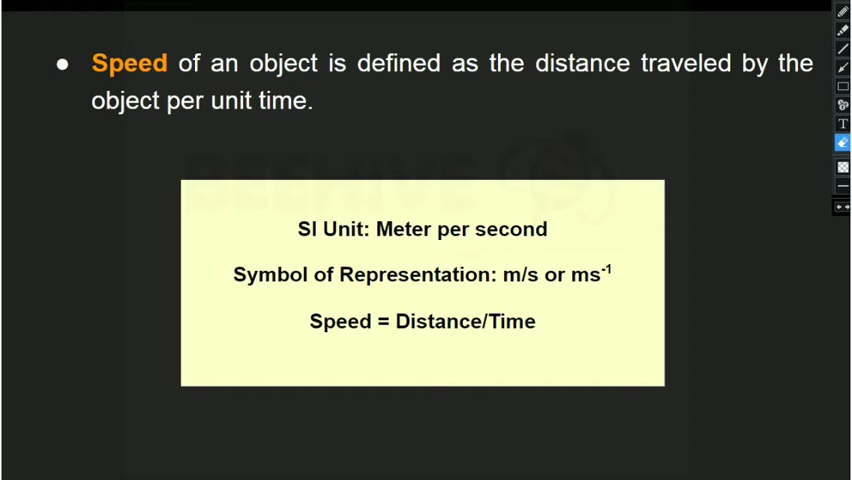 ● Speed of an object is defined as the distance traveled by the
object per unit time.
BEEHIVE
SI Unit: Meter per second
Symbol of Representation: m/s or ms⁻¹
Speed = Distance/Time
T